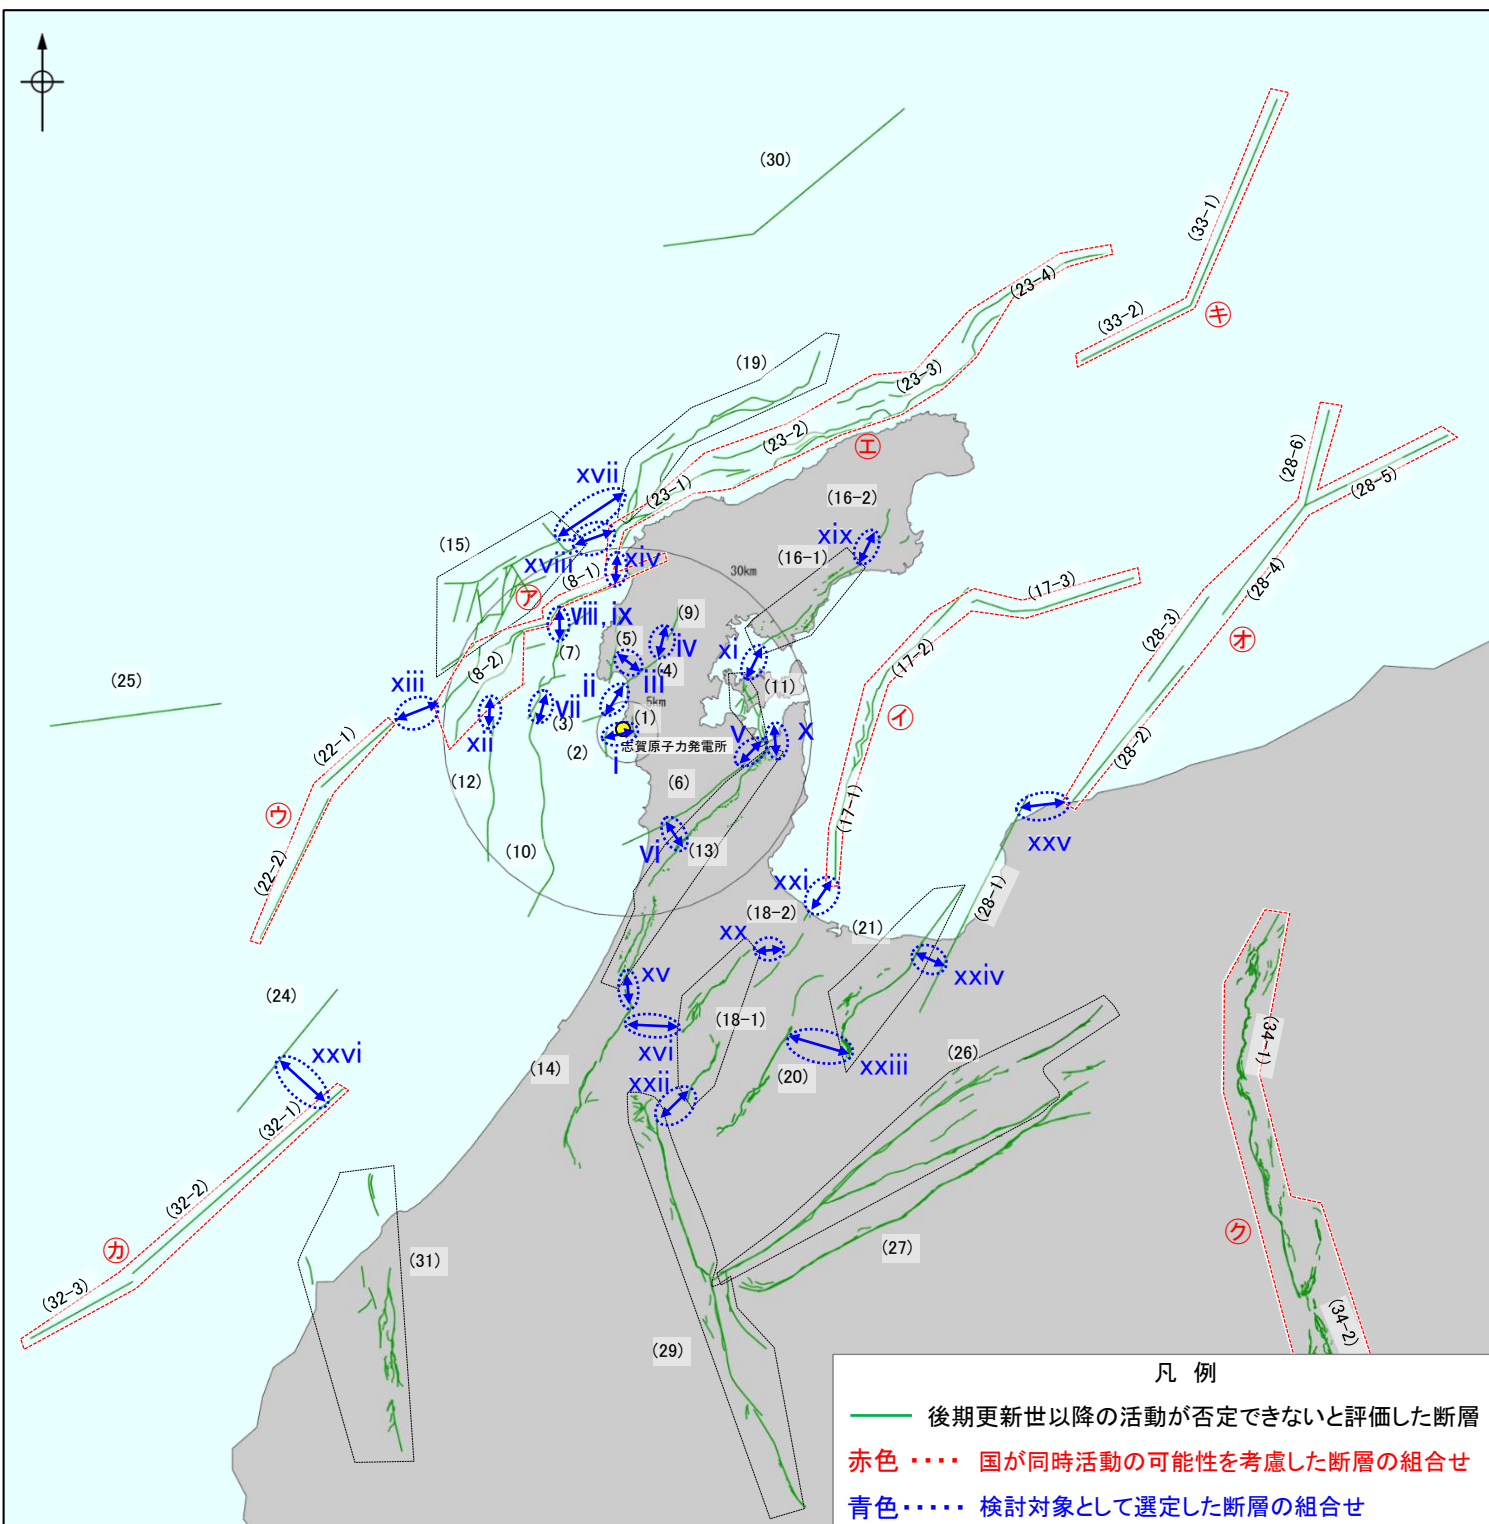 (30)
(33-1)
(33-2)
キ
(23-4)
(19)
(23-3)
(23-2)
エ
(28-6)
(28-5)
xvii
(23-1)
(16-2)
(15)
xviii
xiv
xix
(16-1)
30km
(8-1)
ア
(28-4)
(17-3)
viii, ix
(9)
(5)
(7)
iv
(4)
xi
(28-3)
オ
(17-2)
(8-2)
(25)
xiii
ii
iii
(11)
vii
5km
(3)
(1)
イ
xii
(2)
志賀原子力発電所
i
v
x
(22-1)
(12)
(6)
(28-2)
ウ
(17-1)
xxv
(10)
vi
(13)
(22-2)
xxi
(28-1)
(18-2)
xx
(21)
xv
xxiv
(24)
(18-1)
xvi
xxvi
(14)
xxii
(20)
xxiii
(26)
(34-1)
(32-1)
(32-2)
カ
(31)
(27)
ク
(32-3)
(34-2)
(29)
凡 例
後期更新世以降の活動が否定できないと評価した断層
赤色 ‥‥ 国が同時活動の可能性を考慮した断層の組合せ
青色 ‥‥‥ 検討対象として選定した断層の組合せ